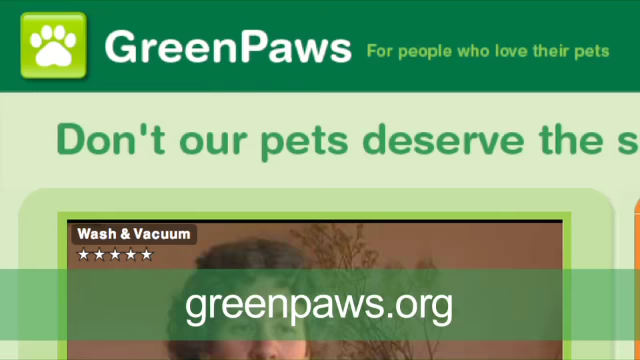 GreenPaws For people who love their pets
Don't our pets deserve the s
Wash & Vacuum
greenpaws.org